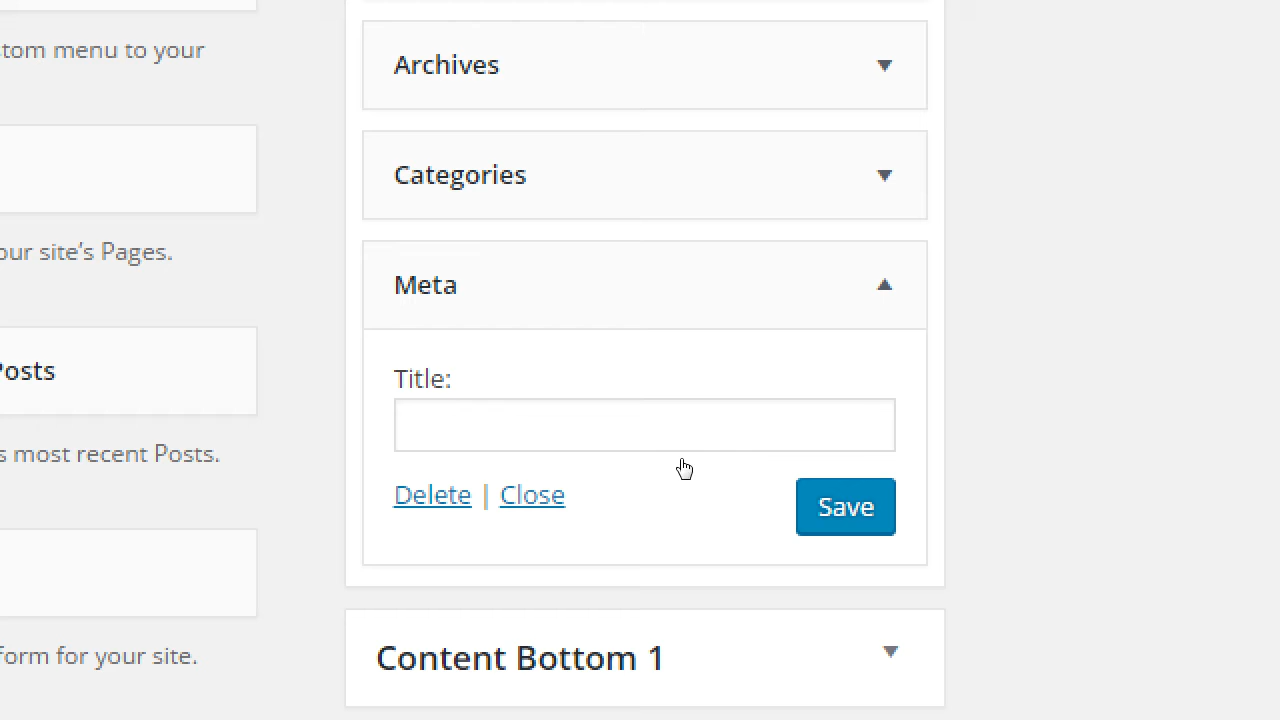 tom menu to your
our site's Pages.
Posts
s most recent Posts.
form for your site.
Archives
Categories
Meta
Title:
Delete | Close
Save
Content Bottom 1